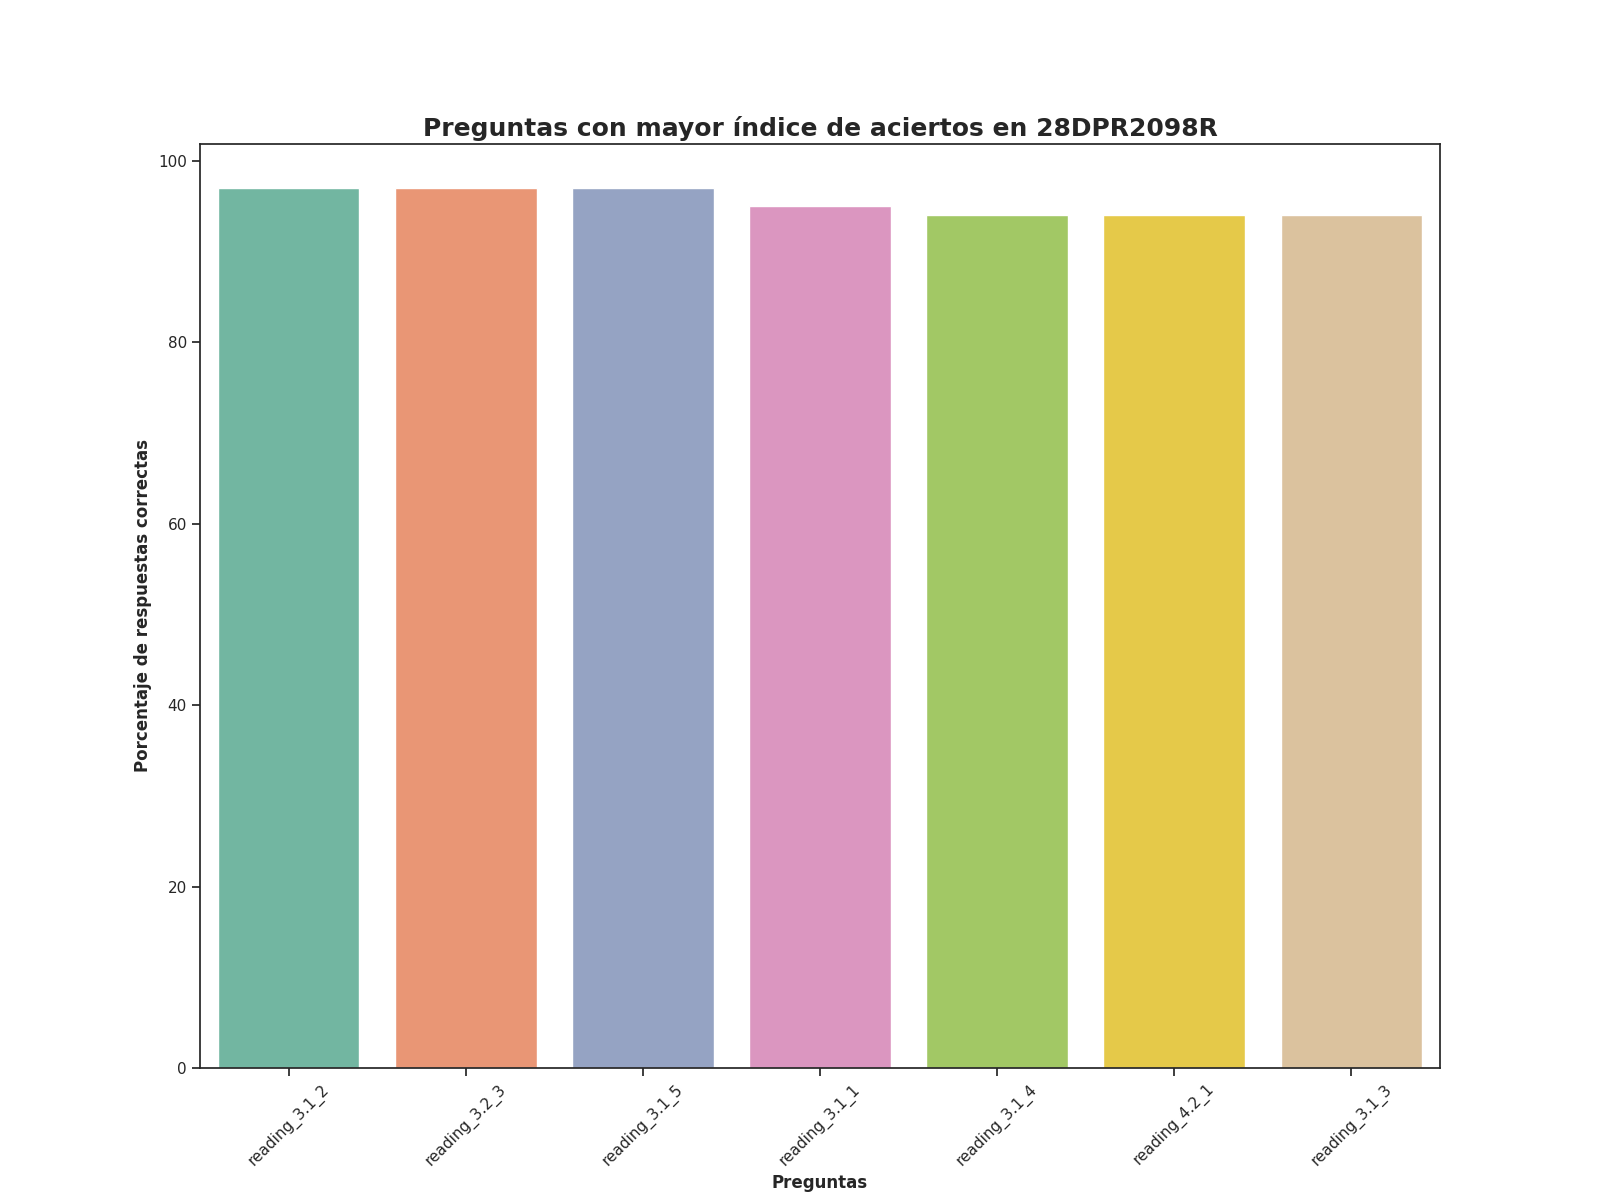 Preguntas con mayor índice de aciertos en 28DPR2098R
Porcentaje de respuestas correctas
100
80
60
40
20
0
reading_3.1_2
reading_3.2_3
reading_3.1_5
reading_3.1_1
reading_3.1_4
reading_4.2_1
reading_3.1_3
Preguntas